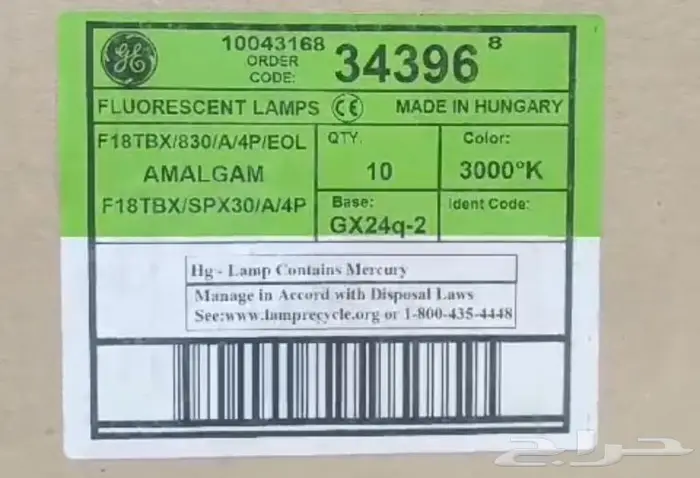 GE
10043168
ORDER
CODE:
34396 8
FLUORESCENT LAMPS CE MADE IN HUNGARY
F18TBX/830/A/4P/EOL
AMALGAM
F18TBX/SPX30/A/4P
QTY.
10
Color:
3000°K
Base:
GX24q-2
Ident Code:
Hg - Lamp Contains Mercury
Manage in Accord with Disposal Laws
See:www.lamprecycle.org or 1-800-435-4448
حراج